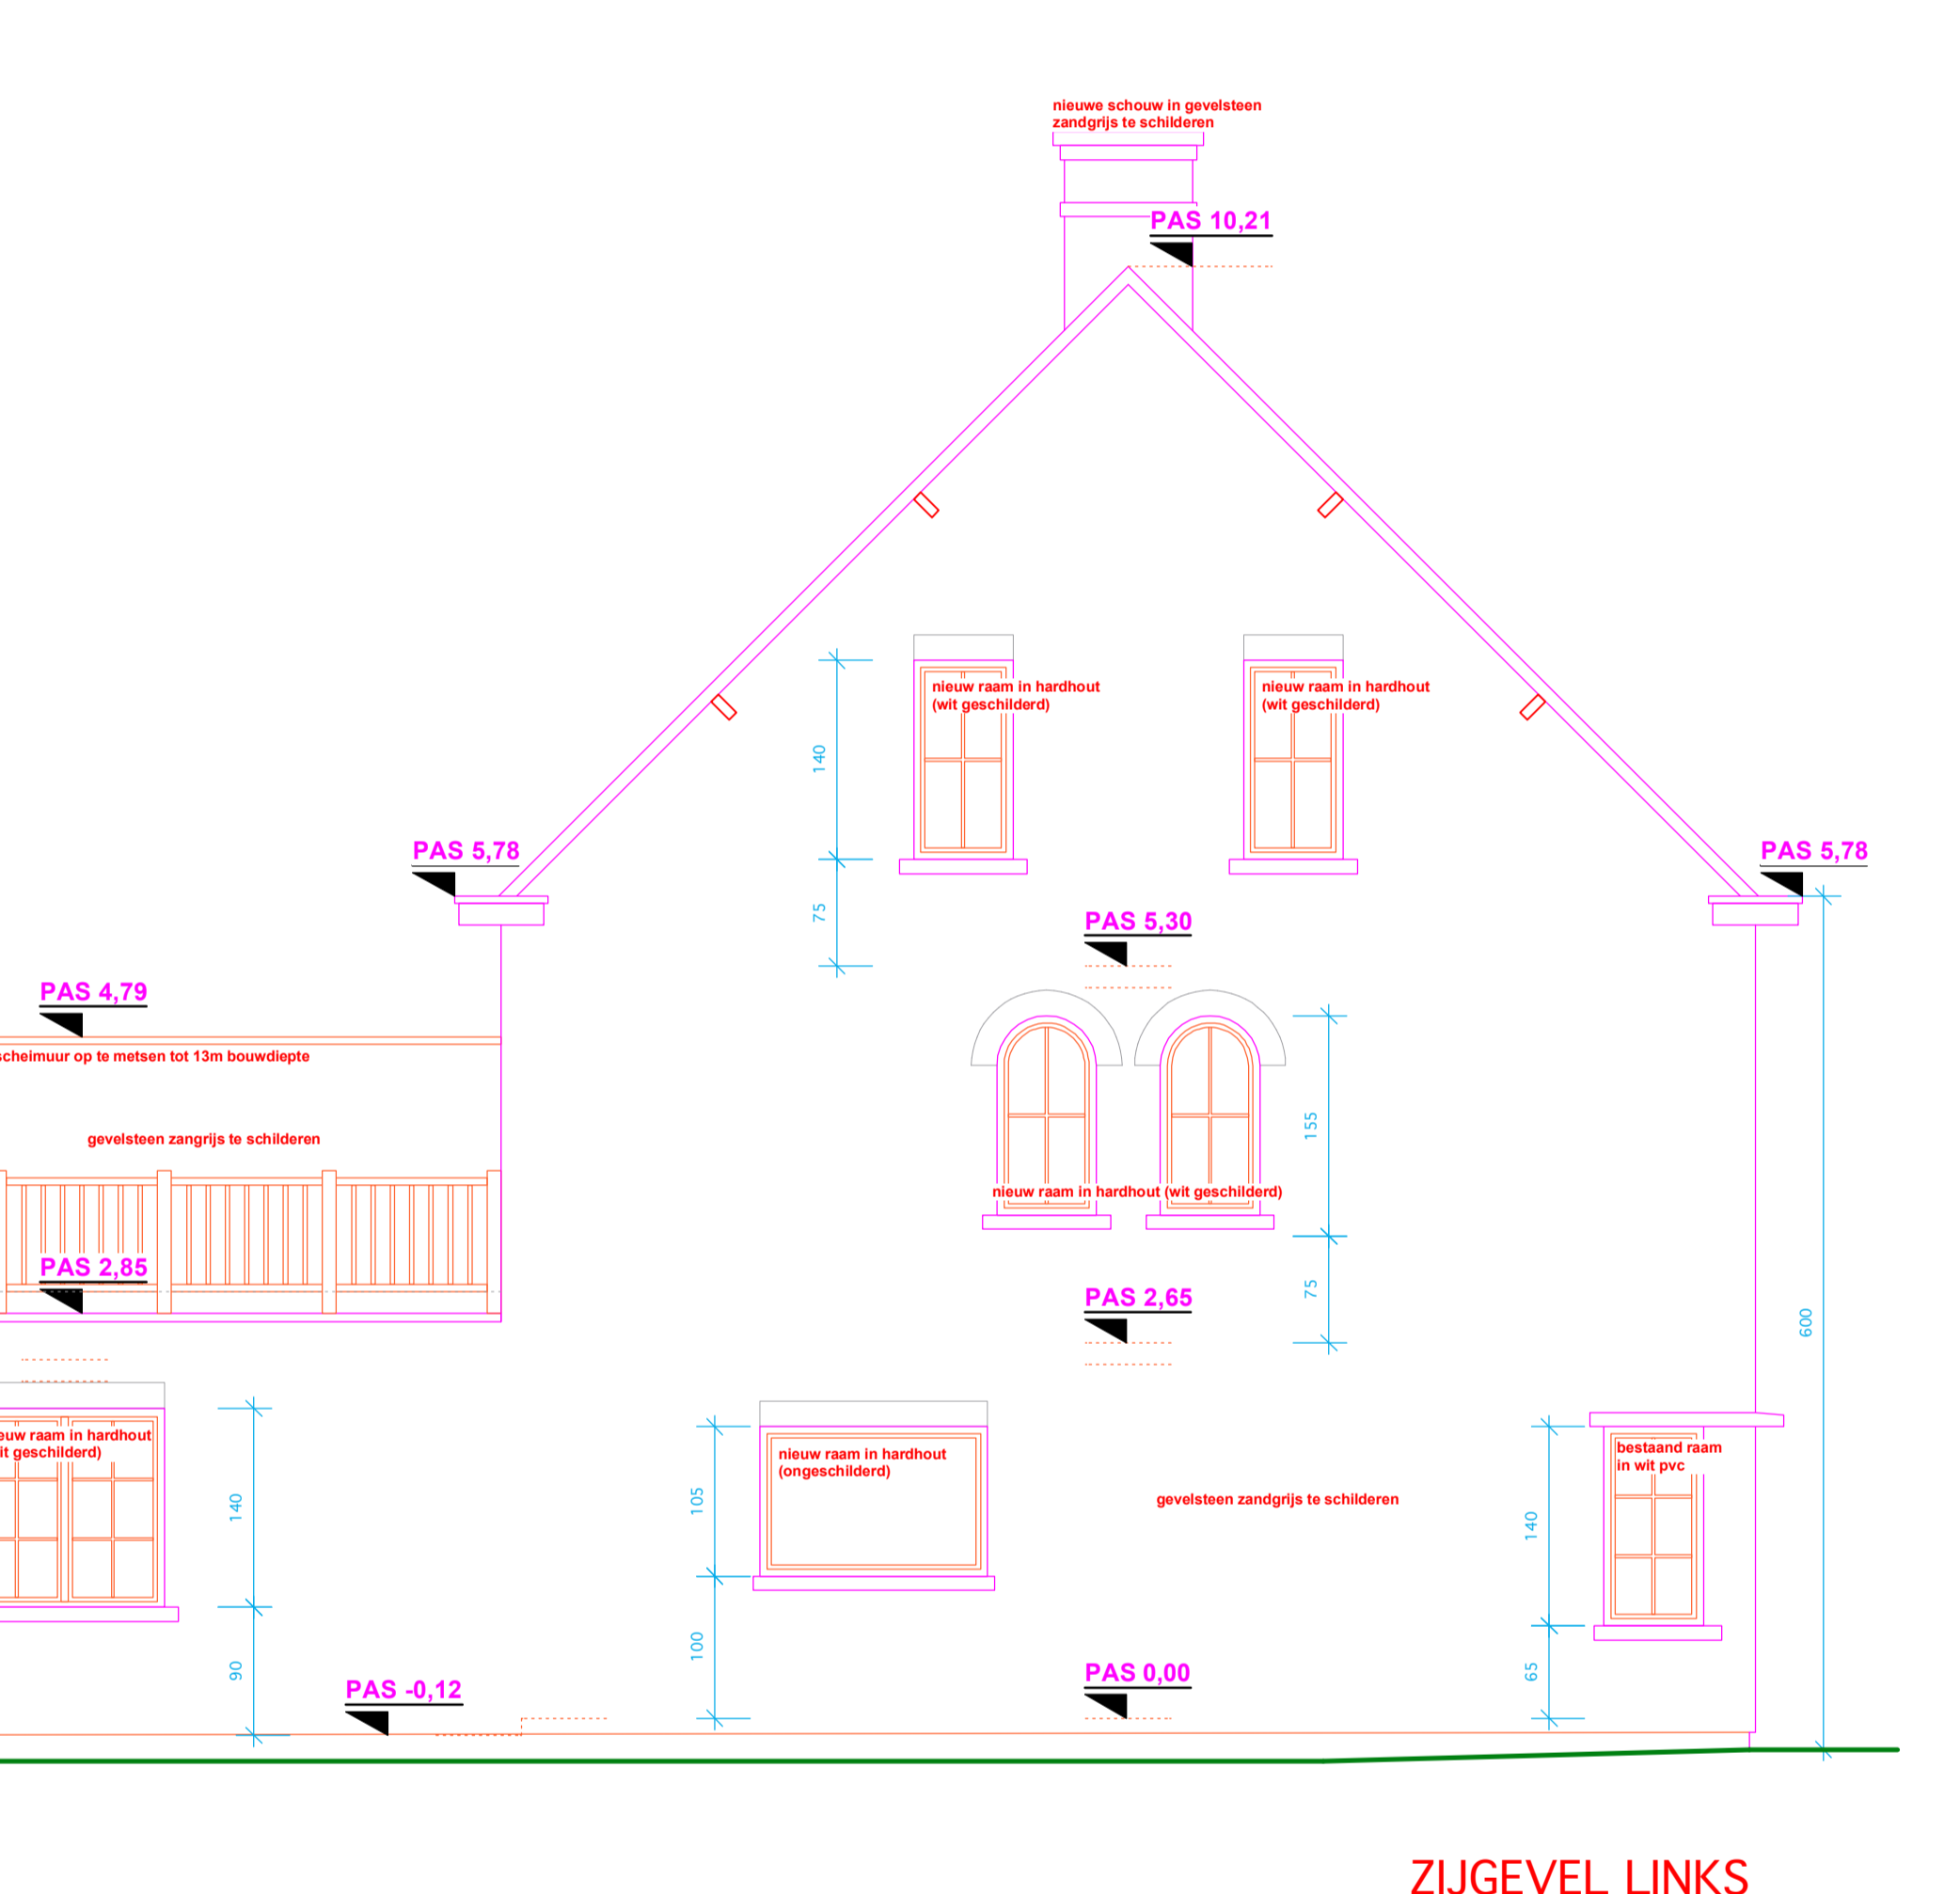 nieuwe schouw in gevelsteen
zandgrijs te schilderen
PAS 10,21
nieuw raam in hardhout
(wit geschilderd)
nieuw raam in hardhout
(wit geschilderd)
140
75
PAS 5,78
PAS 5,78
PAS 5,30
PAS 4,79
scheimuur op te metsen tot 13m bouwdiepte
gevelsteen zangrijs te schilderen
155
nieuw raam in hardhout (wit geschilderd)
PAS 2,85
75
PAS 2,65
600
euw raam in hardhout
it geschilderd)
nieuw raam in hardhout
(ongeschilderd)
bestaand raam
in wit pvc
gevelsteen zandgrijs te schilderen
140
105
140
90
100
65
PAS -0,12
PAS 0,00
ZIJGEVEL LINKS